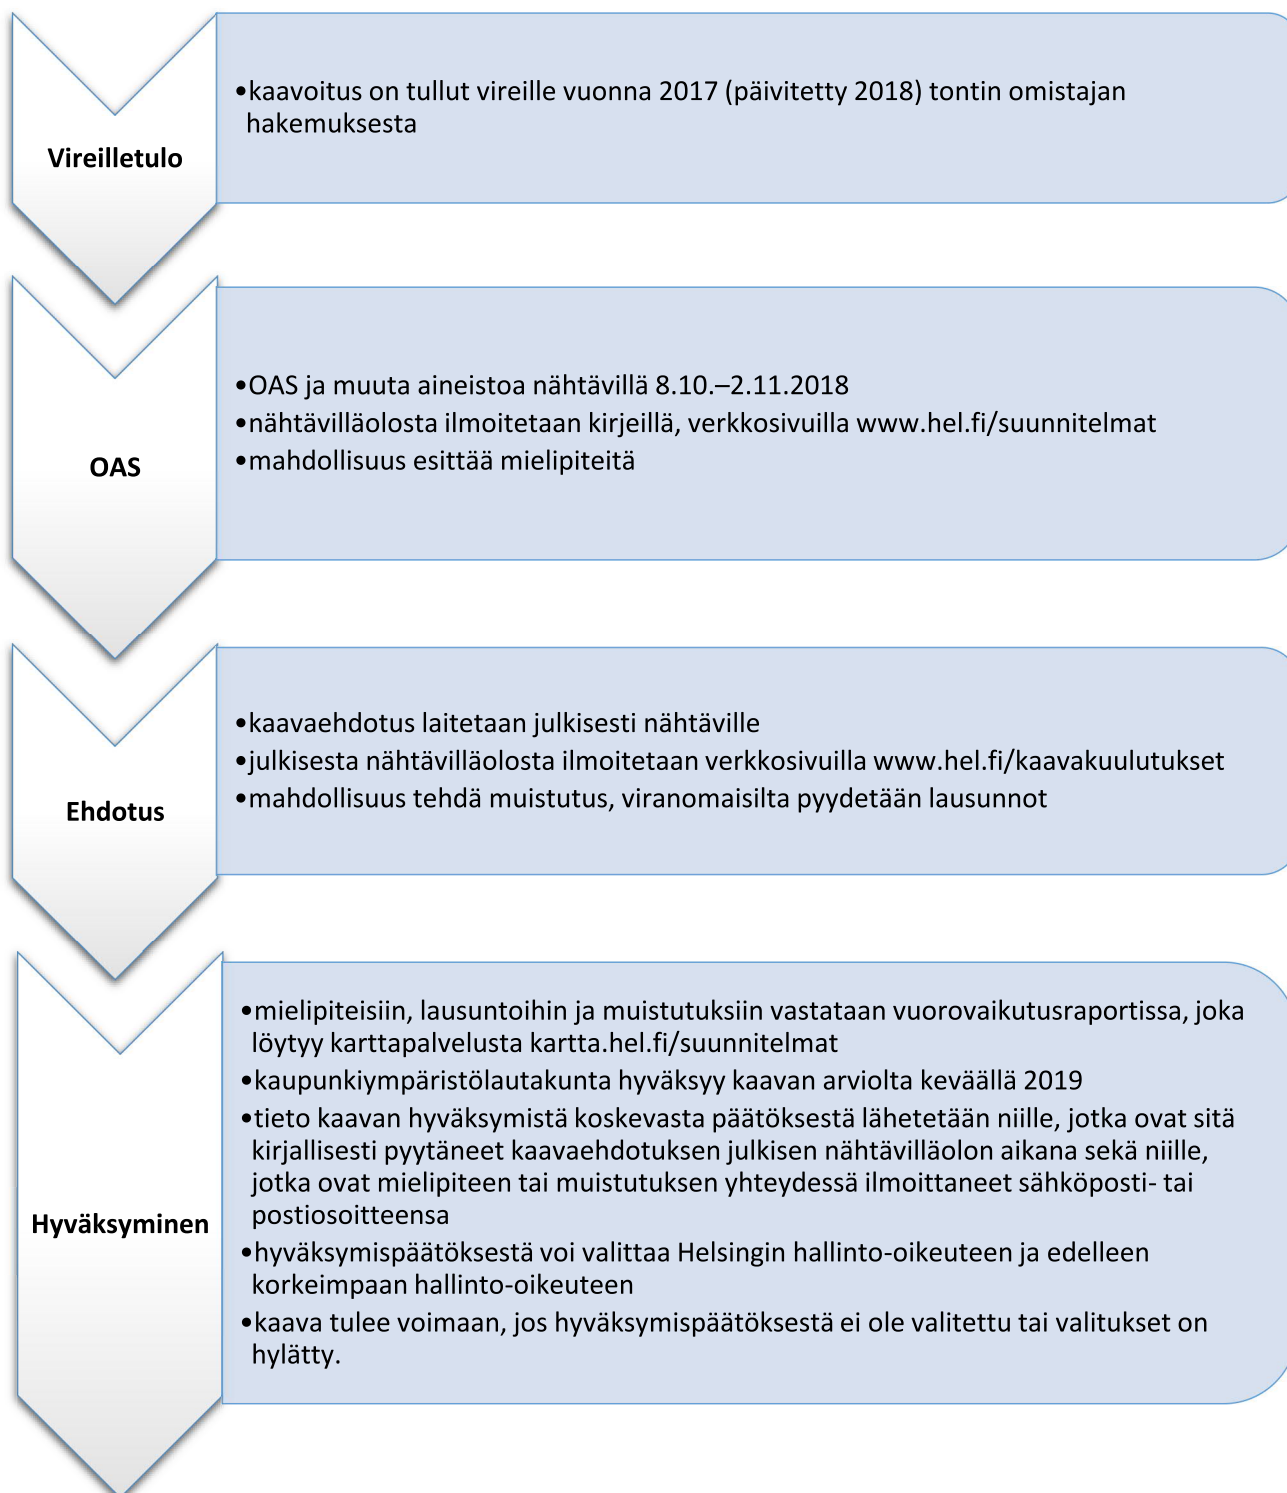 Vireilletulo
•kaavoitus on tullut vireille vuonna 2017 (päivitetty 2018) tontin omistajan
hakemuksesta
OAS
•OAS ja muuta aineistoa nähtävillä 8.10.–2.11.2018
•nähtävilläolosta ilmoitetaan kirjeillä, verkkosivuilla www.hel.fi/suunnitelmat
•mahdollisuus esittää mielipiteitä
Ehdotus
•kaavaehdotus laitetaan julkisesti nähtäville
•julkisesta nähtävilläolosta ilmoitetaan verkkosivuilla www.hel.fi/kaavakuulutukset
•mahdollisuus tehdä muistutus, viranomaisilta pyydetään lausunnot
Hyväksyminen
•mielipiteisiin, lausuntoihin ja muistutuksiin vastataan vuorovaikutusraportissa, joka
löytyy karttapalvelusta kartta.hel.fi/suunnitelmat
•kaupunkiympäristölautakunta hyväksyy kaavan arviolta keväällä 2019
•tieto kaavan hyväksymistä koskevasta päätöksestä lähetetään niille, jotka ovat sitä
kirjallisesti pyytäneet kaavaehdotuksen julkisen nähtävilläolon aikana sekä niille,
jotka ovat mielipiteen tai muistutuksen yhteydessä ilmoittaneet sähköposti- tai
postiosoitteensa
•hyväksymispäätöksestä voi valittaa Helsingin hallinto-oikeuteen ja edelleen
korkeimpaan hallinto-oikeuteen
•kaava tulee voimaan, jos hyväksymispäätöksestä ei ole valitettu tai valitukset on
hylätty.